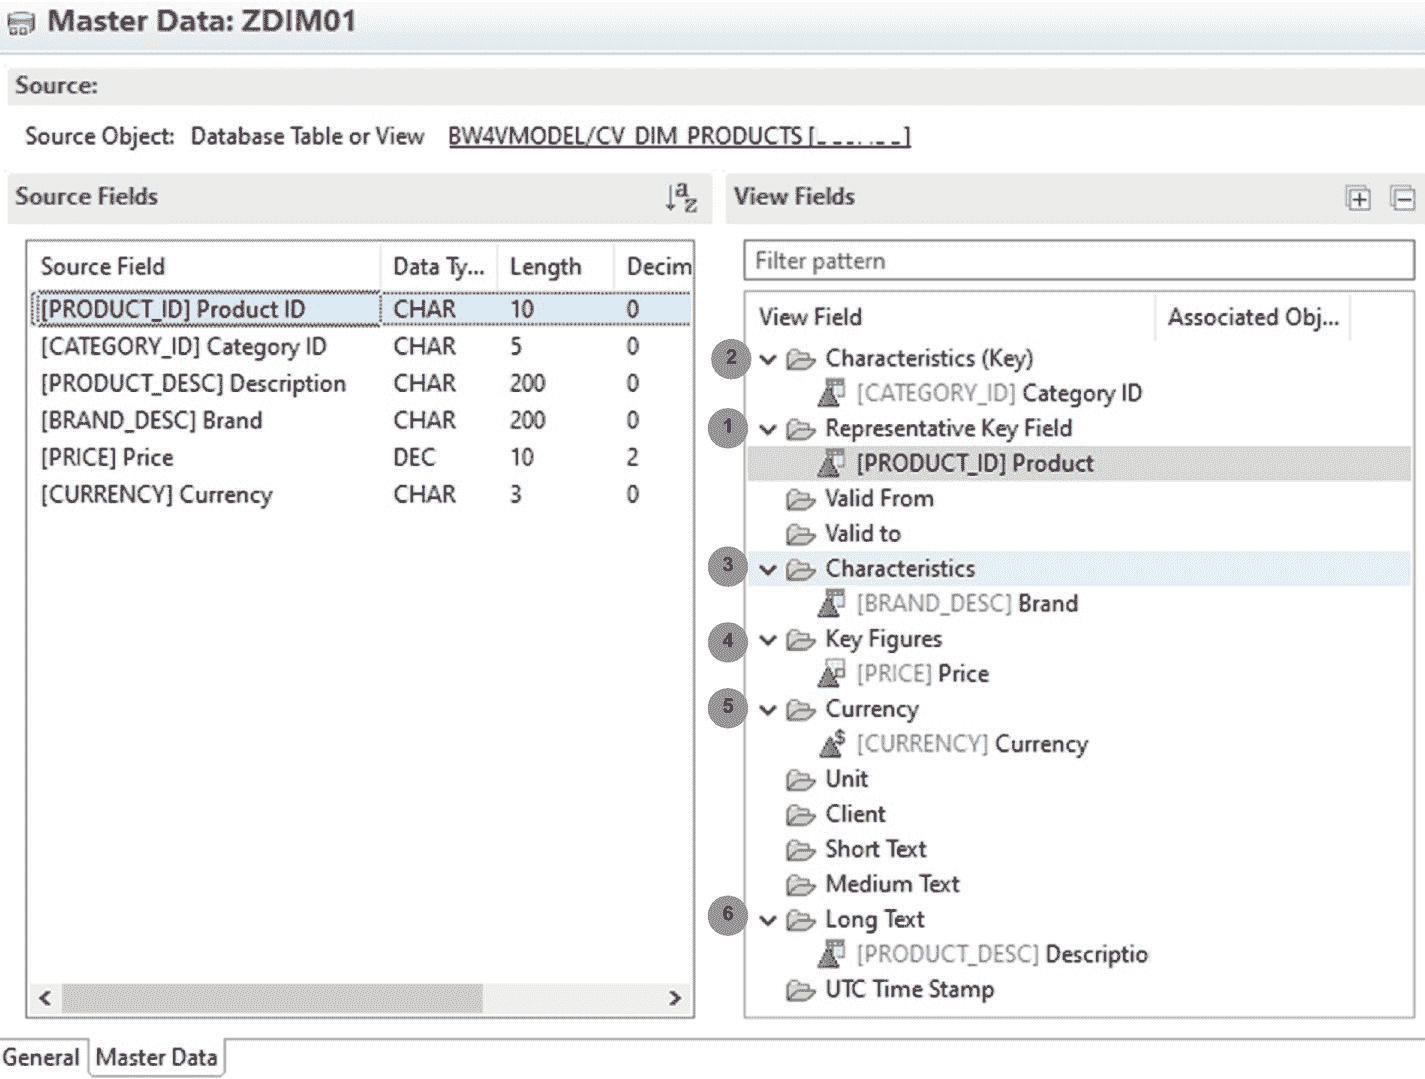 Master Data: ZDIM01
Source:
Source Object: Database Table or View BW4VMODEL/CV_DIM_PRODUCTS [
Source Fields
Source Field Data Ty... Length Decim
[PRODUCT_ID] Product ID CHAR 10 0
[CATEGORY_ID] Category ID CHAR 5 0
[PRODUCT_DESC] Description CHAR 200 0
[BRAND_DESC] Brand CHAR 200 0
[PRICE] Price DEC 10 2
[CURRENCY] Currency CHAR 3 0
View Fields
Filter pattern
View Field Associated Obj...
2 Characteristics (Key)
[CATEGORY_ID] Category ID
1 Representative Key Field
[PRODUCT_ID] Product
Valid From
Valid to
3 Characteristics
[BRAND_DESC] Brand
4 Key Figures
[PRICE] Price
5 Currency
[CURRENCY] Currency
Unit
Client
Short Text
Medium Text
6 Long Text
[PRODUCT_DESC] Descriptio
UTC Time Stamp
General Master Data